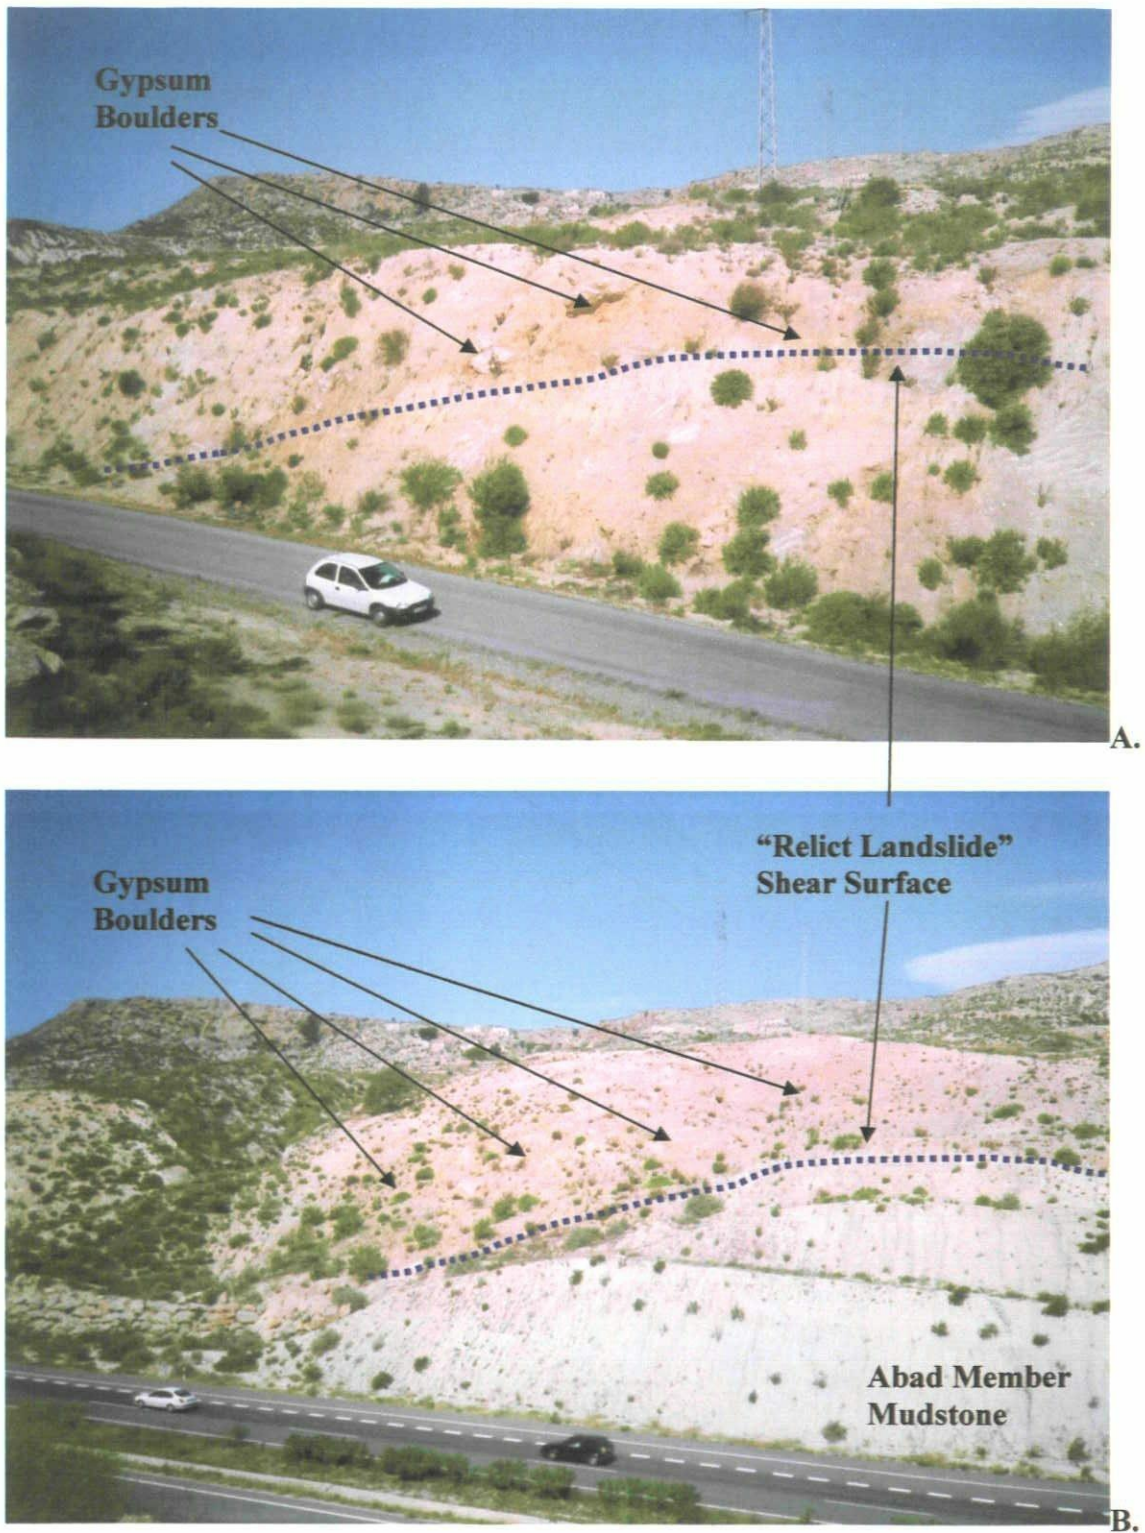 Gypsum
Boulders
A.
"Relict Landslide"
Shear Surface
Gypsum
Boulders
Abad Member
Mudstone
B.